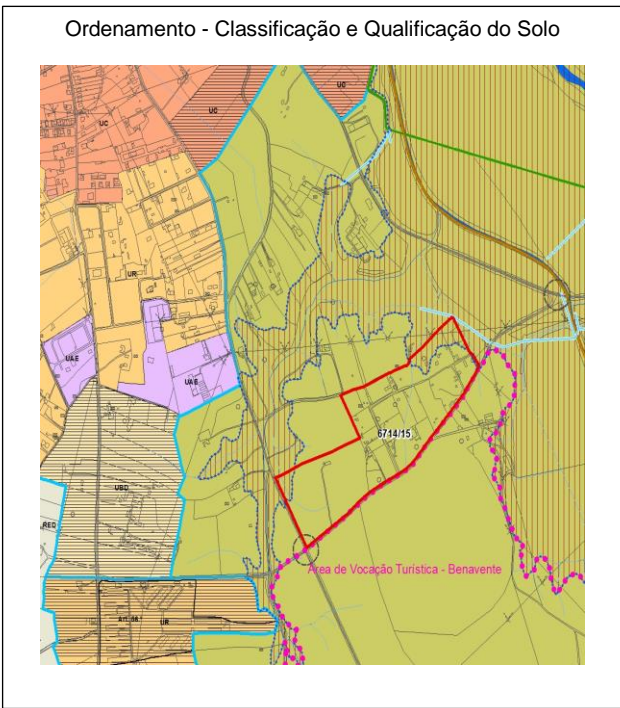 Ordenamento - Classificação e Qualificação do Solo
UC
UC
UC
UR
UAE
UAE
6714/15
UBD
Área de Vocação Turística - Benavente
UR